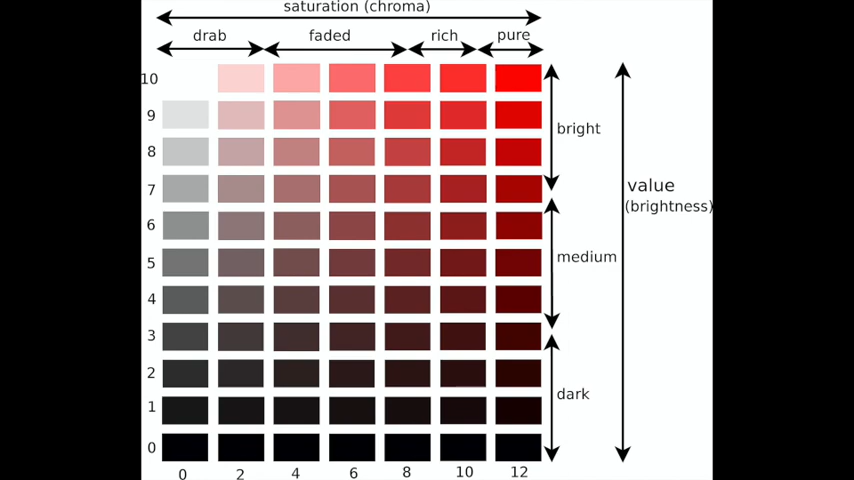 saturation (chroma)
drab faded rich pure
10
9
bright
8
7
value
(brightness)
6
medium
5
4
3
2
dark
1
0
0 2 4 6 8 10 12